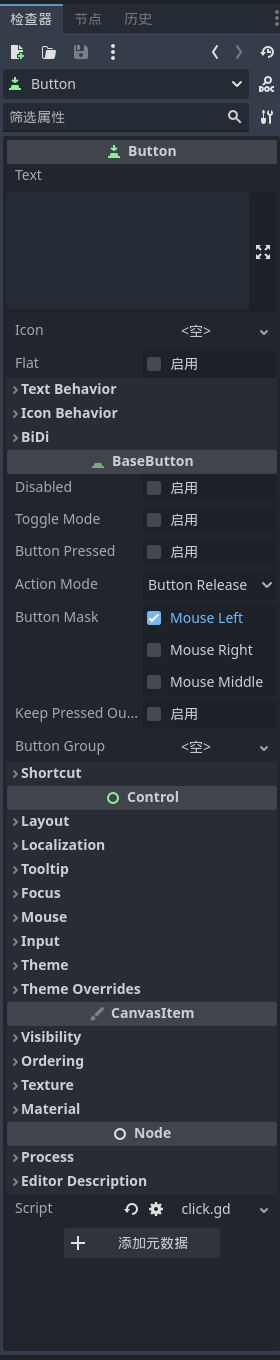 检查器 节点 历史
Button
DOC
筛选属性
Button
Text
Icon <空>
Flat 启用
Text Behavior
Icon Behavior
BiDi
BaseButton
Disabled 启用
Toggle Mode 启用
Button Pressed 启用
Action Mode Button Release
Button Mask Mouse Left
Mouse Right
Mouse Middle
Keep Pressed Ou... 启用
Button Group <空>
Shortcut
Control
Layout
Localization
Tooltip
Focus
Mouse
Input
Theme
Theme Overrides
CanvasItem
Visibility
Ordering
Texture
Material
Node
Process
Editor Description
Script click.gd
添加元数据